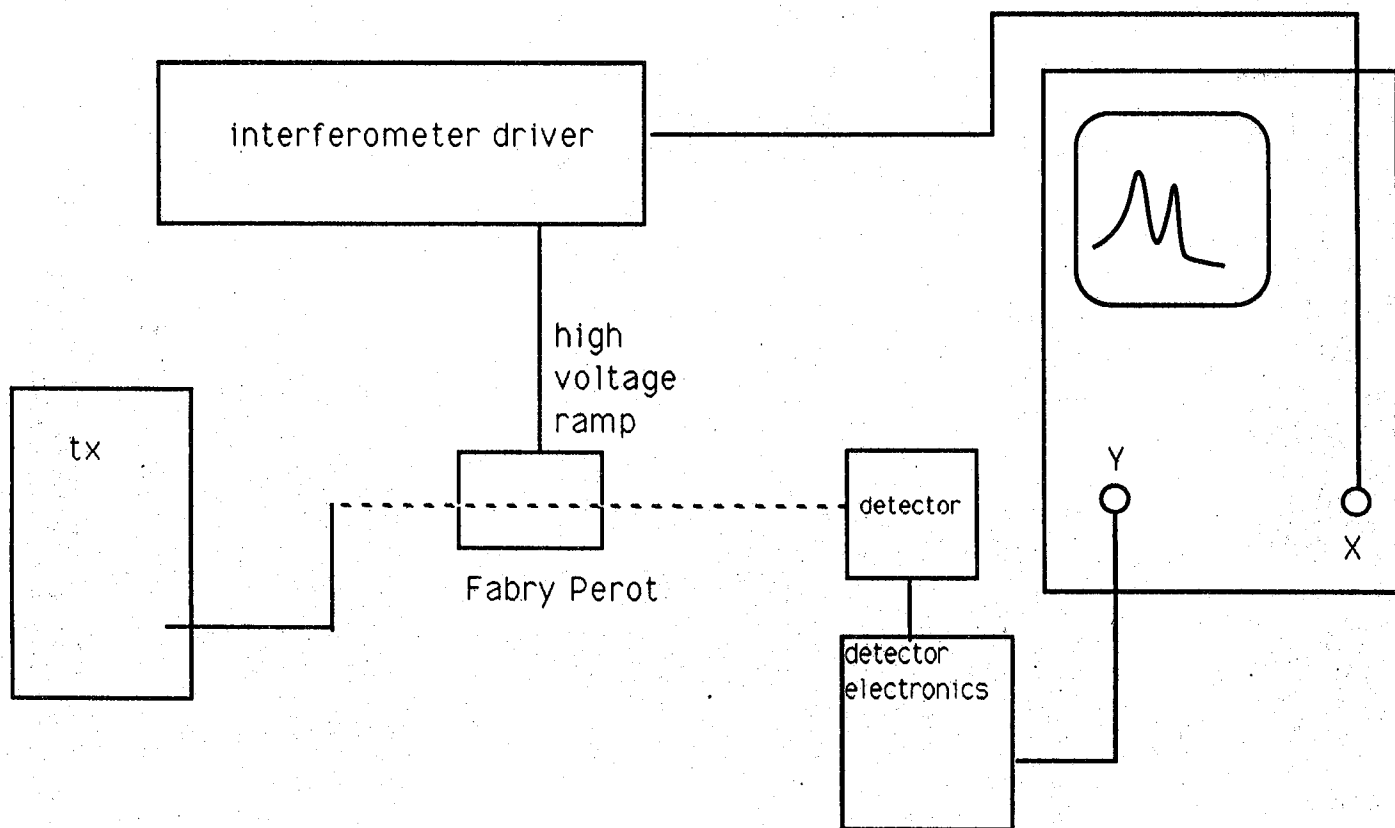 interferometer driver
high
voltage
ramp
tx
Fabry Perot
detector
detector
electronics
Y
X